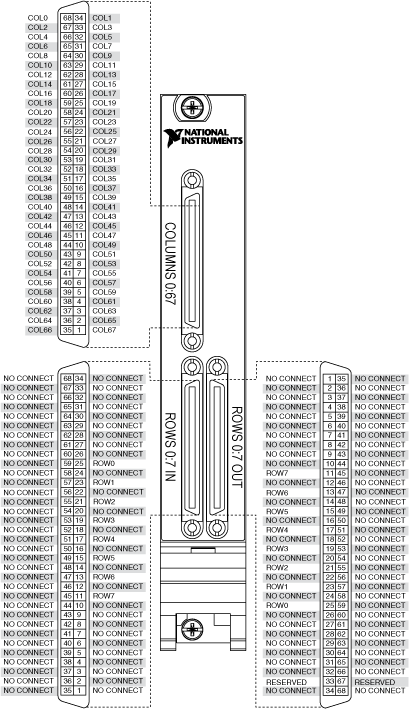 COL0 68 34 COL1
COL2 67 33 COL3
COL4 66 32 COL5
COL6 65 31 COL7
COL8 64 30 COL9
COL10 63 29 COL11
COL12 62 28 COL13
COL14 61 27 COL15
COL16 60 26 COL17
COL18 59 25 COL19
COL20 58 24 COL21
COL22 57 23 COL23
COL24 56 22 COL25
COL26 55 21 COL27
COL28 54 20 COL29
COL30 53 19 COL31
COL32 52 18 COL33
COL34 51 17 COL35
COL36 50 16 COL37
COL38 49 15 COL39
COL40 48 14 COL41
COL42 47 13 COL43
COL44 46 12 COL45
COL46 45 11 COL47
COL48 44 10 COL49
COL50 43 9 COL51
COL52 42 8 COL53
COL54 41 7 COL55
COL56 40 6 COL57
COL58 39 5 COL59
COL60 38 4 COL61
COL62 37 3 COL63
COL64 36 2 COL65
COL66 35 1 COL67
NATIONAL
INSTRUMENTS
COLUMNS 0:67
ROWS 0:7 IN
ROWS 0:7 OUT
NO CONNECT 68 34 NO CONNECT
NO CONNECT 67 33 NO CONNECT
NO CONNECT 66 32 NO CONNECT
NO CONNECT 65 31 NO CONNECT
NO CONNECT 64 30 NO CONNECT
NO CONNECT 63 29 NO CONNECT
NO CONNECT 62 28 NO CONNECT
NO CONNECT 61 27 NO CONNECT
NO CONNECT 60 26 NO CONNECT
NO CONNECT 59 25 ROW0
NO CONNECT 58 24 NO CONNECT
NO CONNECT 57 23 ROW1
NO CONNECT 56 22 NO CONNECT
NO CONNECT 55 21 ROW2
NO CONNECT 54 20 NO CONNECT
NO CONNECT 53 19 ROW3
NO CONNECT 52 18 NO CONNECT
NO CONNECT 51 17 ROW4
NO CONNECT 50 16 NO CONNECT
NO CONNECT 49 15 ROW5
NO CONNECT 48 14 NO CONNECT
NO CONNECT 47 13 ROW6
NO CONNECT 46 12 NO CONNECT
NO CONNECT 45 11 ROW7
NO CONNECT 44 10 NO CONNECT
NO CONNECT 43 9 NO CONNECT
NO CONNECT 42 8 NO CONNECT
NO CONNECT 41 7 NO CONNECT
NO CONNECT 40 6 NO CONNECT
NO CONNECT 39 5 NO CONNECT
NO CONNECT 38 4 NO CONNECT
NO CONNECT 37 3 NO CONNECT
NO CONNECT 36 2 NO CONNECT
NO CONNECT 35 1 NO CONNECT
NO CONNECT 1 35 NO CONNECT
NO CONNECT 2 36 NO CONNECT
NO CONNECT 3 37 NO CONNECT
NO CONNECT 4 38 NO CONNECT
NO CONNECT 5 39 NO CONNECT
NO CONNECT 6 40 NO CONNECT
NO CONNECT 7 41 NO CONNECT
NO CONNECT 8 42 NO CONNECT
NO CONNECT 9 43 NO CONNECT
NO CONNECT 10 44 NO CONNECT
ROW7 11 45 NO CONNECT
NO CONNECT 12 46 NO CONNECT
ROW6 13 47 NO CONNECT
NO CONNECT 14 48 NO CONNECT
ROW5 15 49 NO CONNECT
NO CONNECT 16 50 NO CONNECT
ROW4 17 51 NO CONNECT
NO CONNECT 18 52 NO CONNECT
ROW3 19 53 NO CONNECT
NO CONNECT 20 54 NO CONNECT
ROW2 21 55 NO CONNECT
NO CONNECT 22 56 NO CONNECT
ROW1 23 57 NO CONNECT
NO CONNECT 24 58 NO CONNECT
ROW0 25 59 NO CONNECT
NO CONNECT 26 60 NO CONNECT
NO CONNECT 27 61 NO CONNECT
NO CONNECT 28 62 NO CONNECT
NO CONNECT 29 63 NO CONNECT
NO CONNECT 30 64 NO CONNECT
NO CONNECT 31 65 NO CONNECT
NO CONNECT 32 66 NO CONNECT
RESERVED 33 67 RESERVED
NO CONNECT 34 68 NO CONNECT